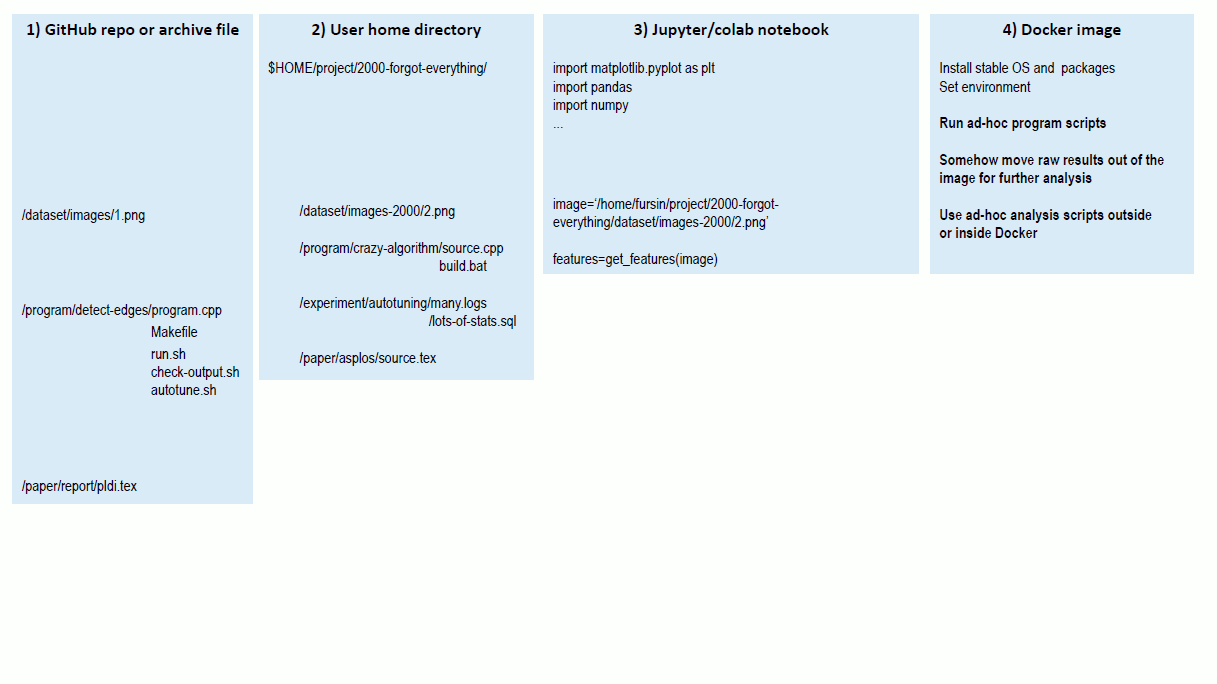 1) GitHub repo or archive file
/dataset/images/1.png
/program/detect-edges/program.cpp
Makefile
run.sh
check-output.sh
autotune.sh
/paper/report/pldi.tex
2) User home directory
$HOME/project/2000-forgot-everything/
/dataset/images-2000/2.png
/program/crazy-algorithm/source.cpp
build.bat
/experiment/autotuning/many.logs
/lots-of-stats.sql
/paper/asplos/source.tex
3) Jupyter/colab notebook
import matplotlib.pyplot as plt
import pandas
import numpy
...
image=‘/home/fursin/project/2000-forgot-
everything/dataset/images-2000/2.png’
features=get_features(image)
4) Docker image
Install stable OS and packages
Set environment
Run ad-hoc program scripts
Somehow move raw results out of the
image for further analysis
Use ad-hoc analysis scripts outside
or inside Docker